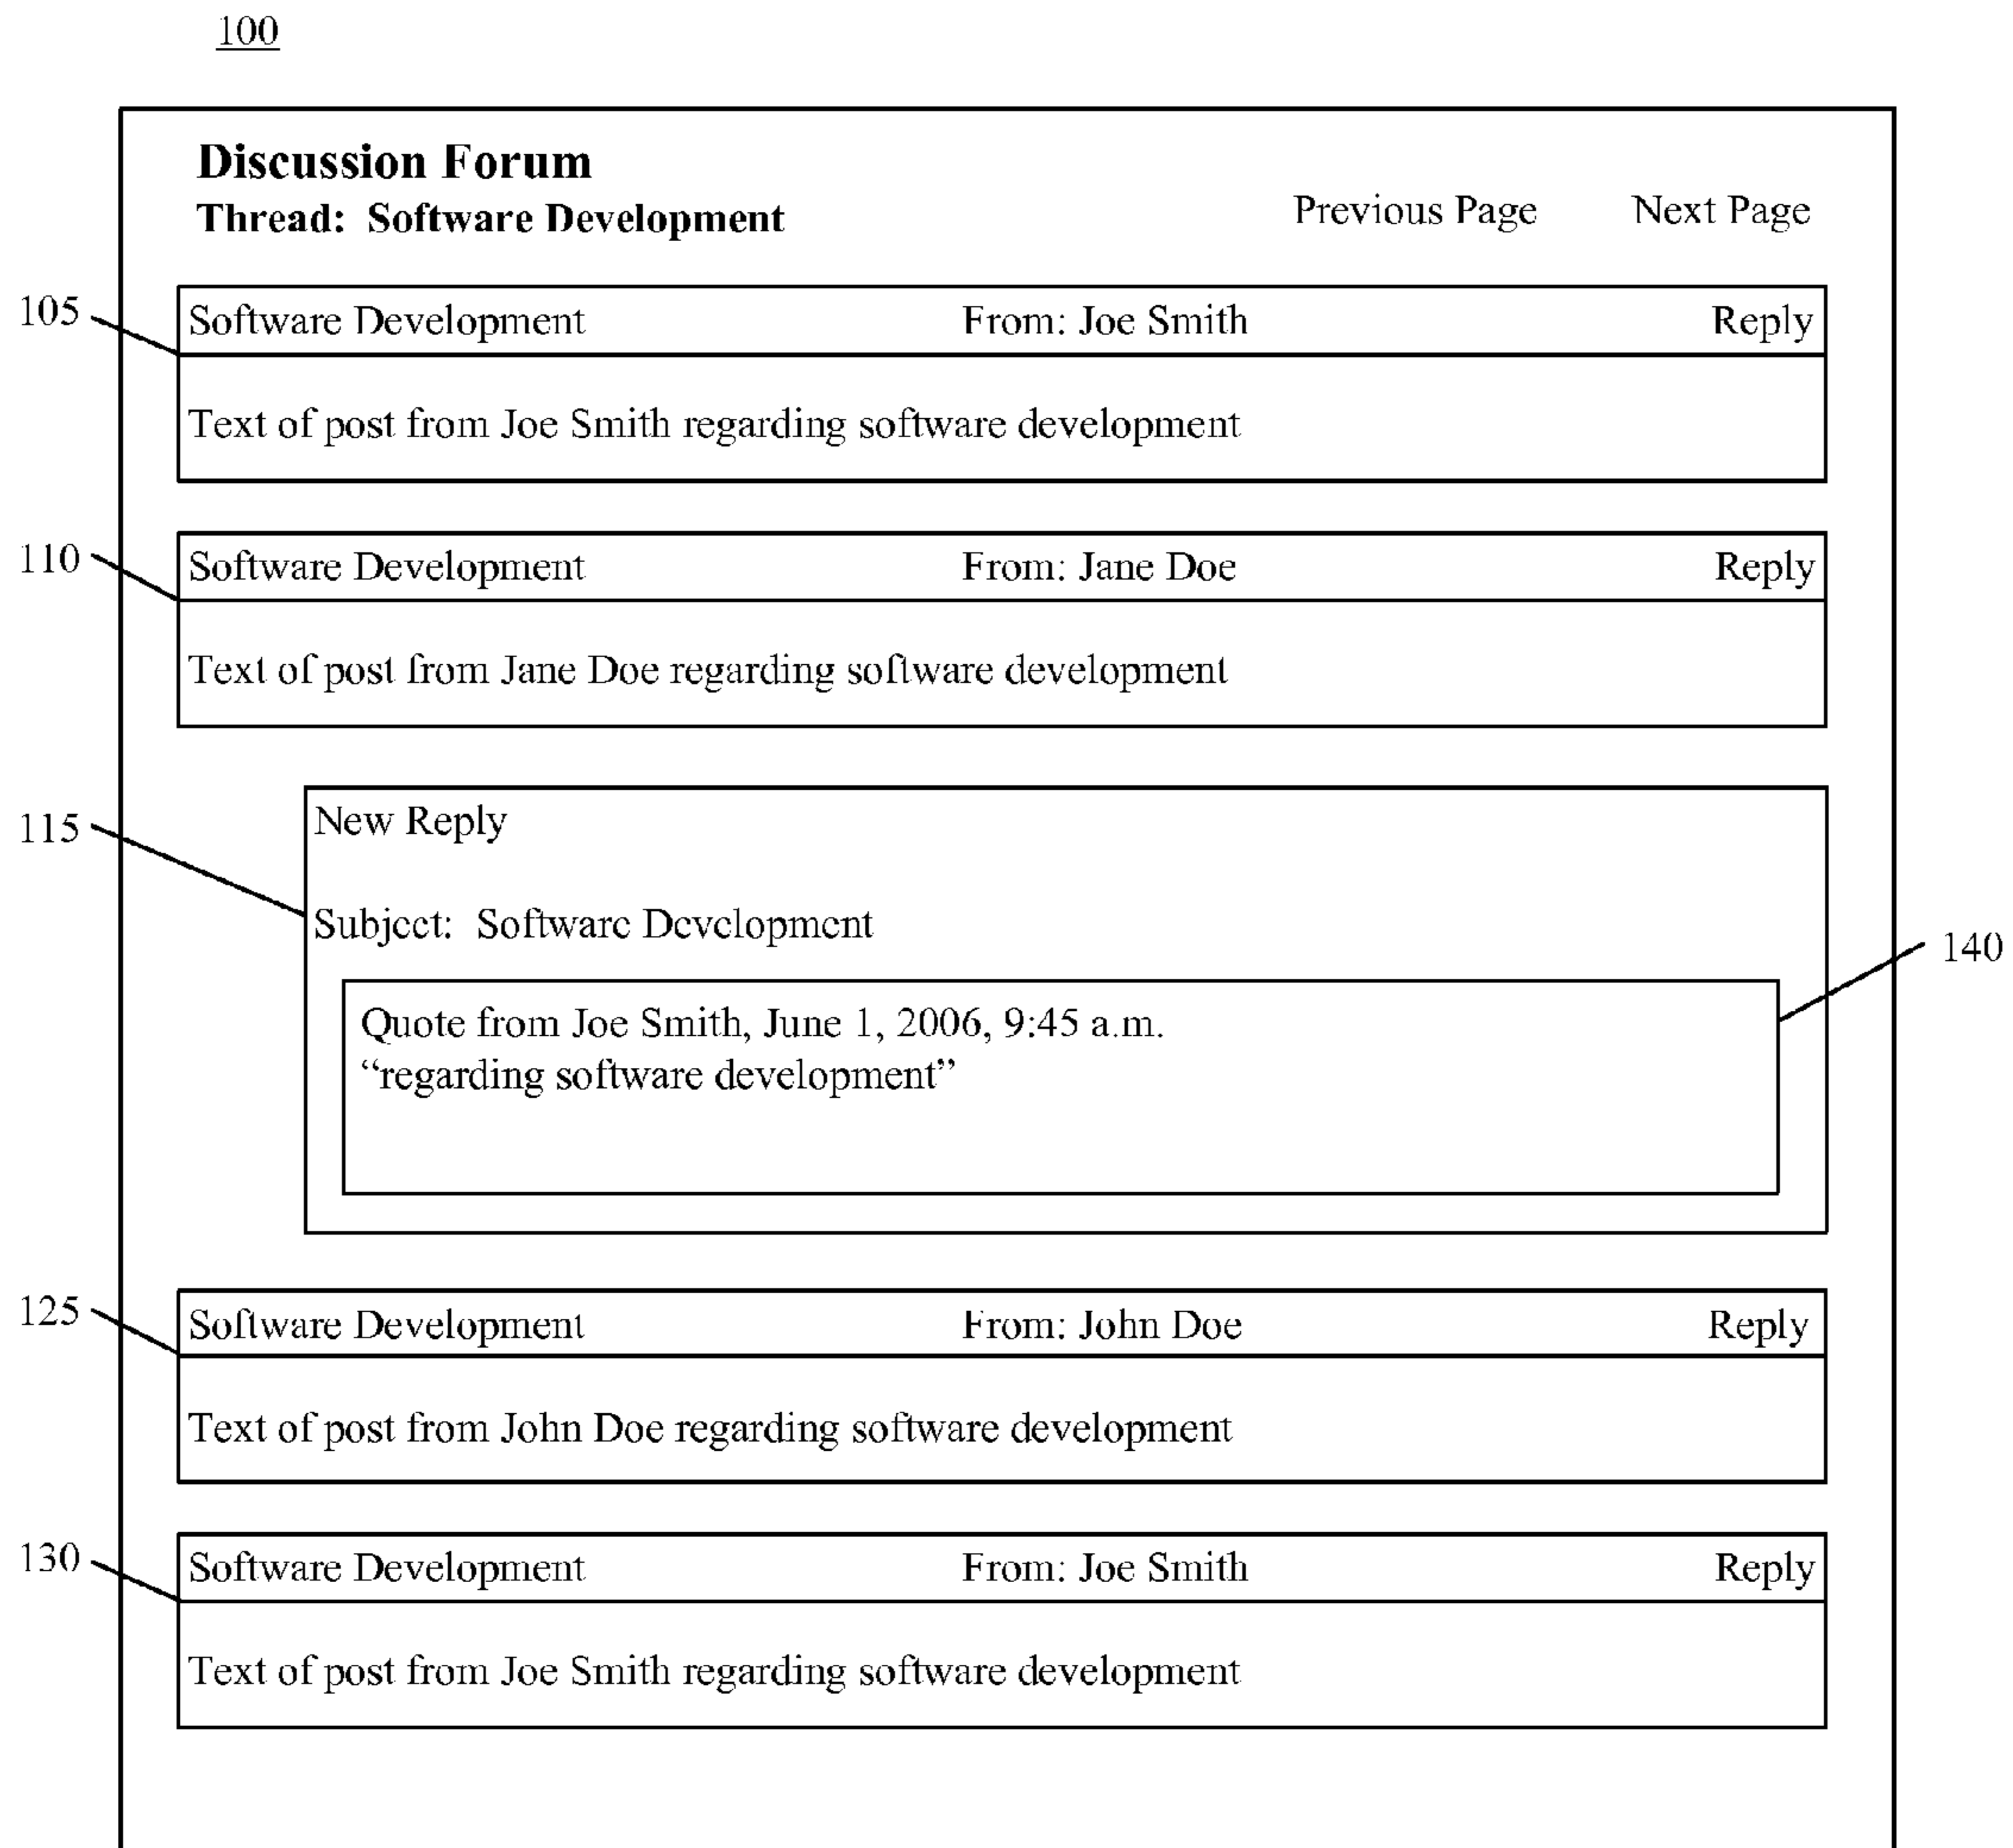 100
Discussion Forum
Thread: Software Development
Previous Page Next Page
105
Software Development From: Joe Smith Reply
Text of post from Joe Smith regarding software development
110
Software Development From: Jane Doe Reply
Text of post from Jane Doe regarding software development
115
New Reply
Subject: Software Development
140
Quote from Joe Smith, June 1, 2006, 9:45 a.m.
“regarding software development”
125
Software Development From: John Doe Reply
Text of post from John Doe regarding software development
130
Software Development From: Joe Smith Reply
Text of post from Joe Smith regarding software development